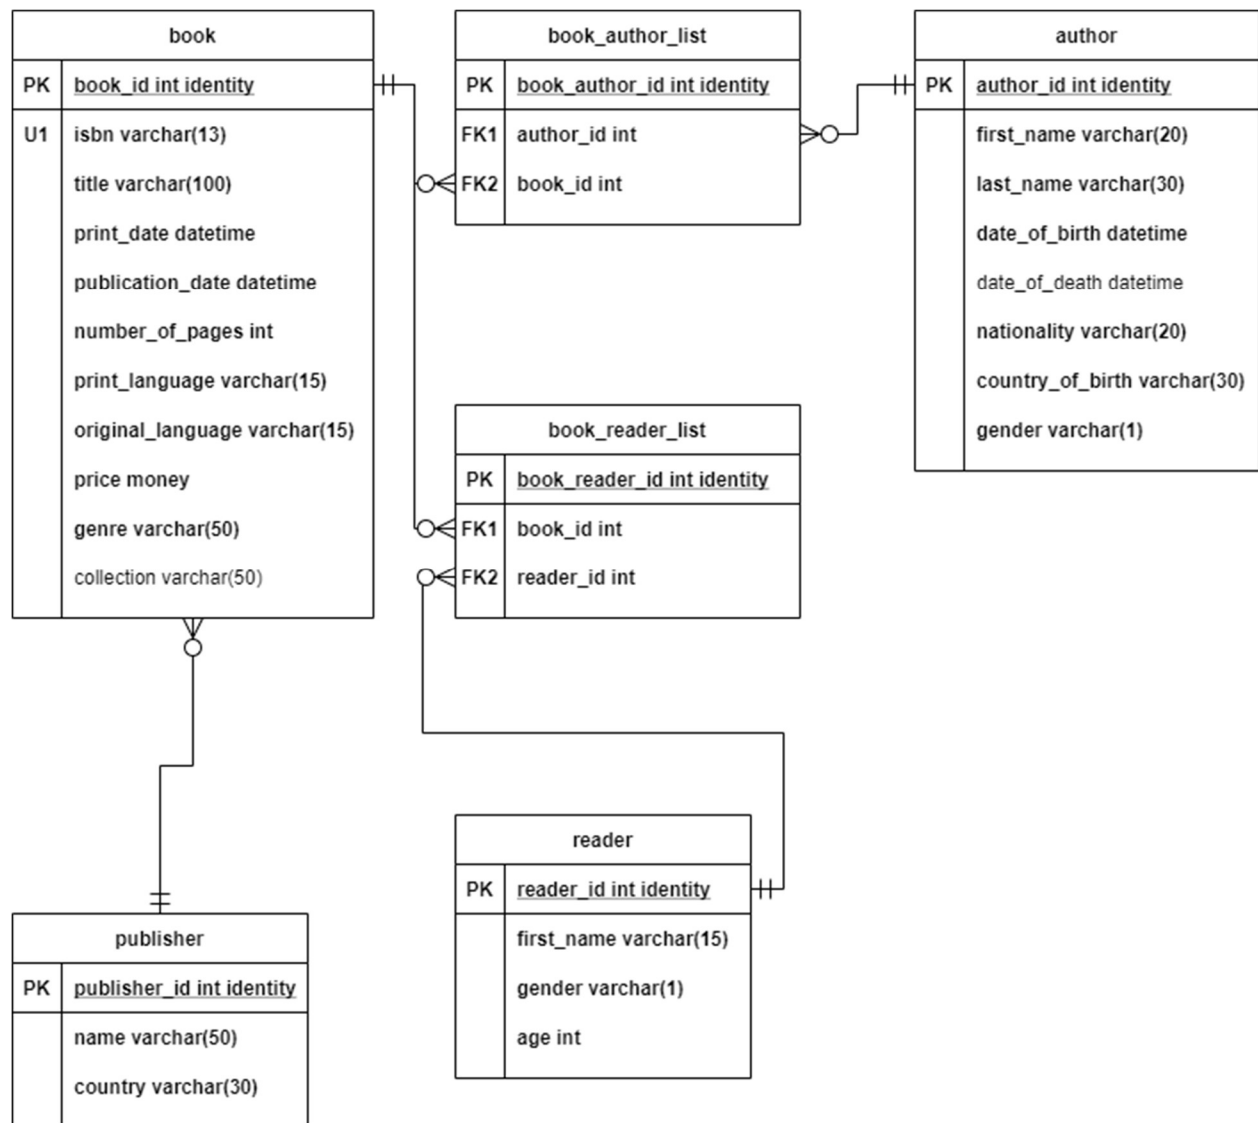 book
PK book_id int identity
U1 isbn varchar(13)
title varchar(100)
print_date datetime
publication_date datetime
number_of_pages int
print_language varchar(15)
original_language varchar(15)
price money
genre varchar(50)
collection varchar(50)
book_author_list
PK book_author_id int identity
FK1 author_id int
FK2 book_id int
author
PK author_id int identity
first_name varchar(20)
last_name varchar(30)
date_of_birth datetime
date_of_death datetime
nationality varchar(20)
country_of_birth varchar(30)
gender varchar(1)
book_reader_list
PK book_reader_id int identity
FK1 book_id int
FK2 reader_id int
reader
PK reader_id int identity
first_name varchar(15)
gender varchar(1)
age int
publisher
PK publisher_id int identity
name varchar(50)
country varchar(30)